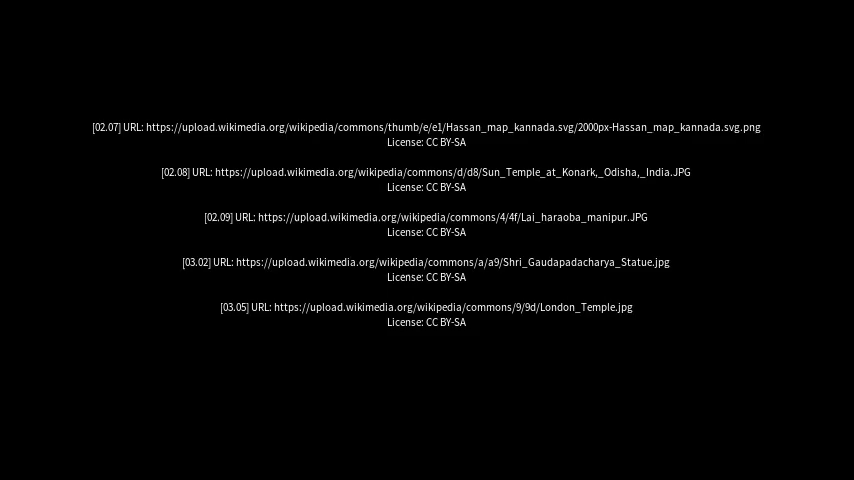 [02.07] URL: https://upload.wikimedia.org/wikipedia/commons/thumb/e/e1/Hassan_map_kannada.svg/2000px-Hassan_map_kannada.svg.png
License: CC BY-SA
[02.08] URL: https://upload.wikimedia.org/wikipedia/commons/d/d8/Sun_Temple_at_Konark,_Odisha,_India.JPG
License: CC BY-SA
[02.09] URL: https://upload.wikimedia.org/wikipedia/commons/4/4f/Lai_haraoba_manipur.JPG
License: CC BY-SA
[03.02] URL: https://upload.wikimedia.org/wikipedia/commons/a/a9/Shri_Gaudapadacharya_Statue.jpg
License: CC BY-SA
[03.05] URL: https://upload.wikimedia.org/wikipedia/commons/9/9d/London_Temple.jpg
License: CC BY-SA